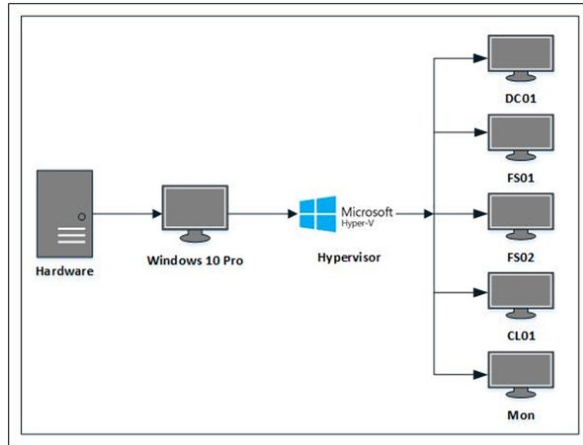 Hardware
Windows 10 Pro
Microsoft
Hyper-V
Hypervisor
DC01
FS01
FS02
CL01
Mon